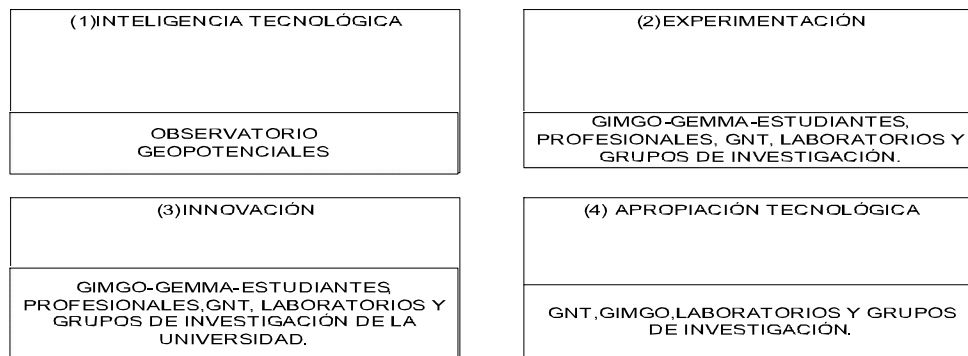 (1)INTELIGENCIA TECNOLÓGICA
OBSERVATORIO
GEOPOTENCIALES
(2)EXPERIMENTACIÓN
GIMGO-GEMMA-ESTUDIANTES,
PROFESIONALES, GNT, LABORATORIOS Y
GRUPOS DE INVESTIGACIÓN.
(3)INNOVACIÓN
GIMGO-GEMMA-ESTUDIANTES,
PROFESIONALES,GNT, LABORATORIOS Y
GRUPOS DE INVESTIGACIÓN DE LA
UNIVERSIDAD.
(4) APROPIACIÓN TECNOLÓGICA
GNT,GIMGO,LABORATORIOS Y GRUPOS
DE INVESTIGACIÓN.